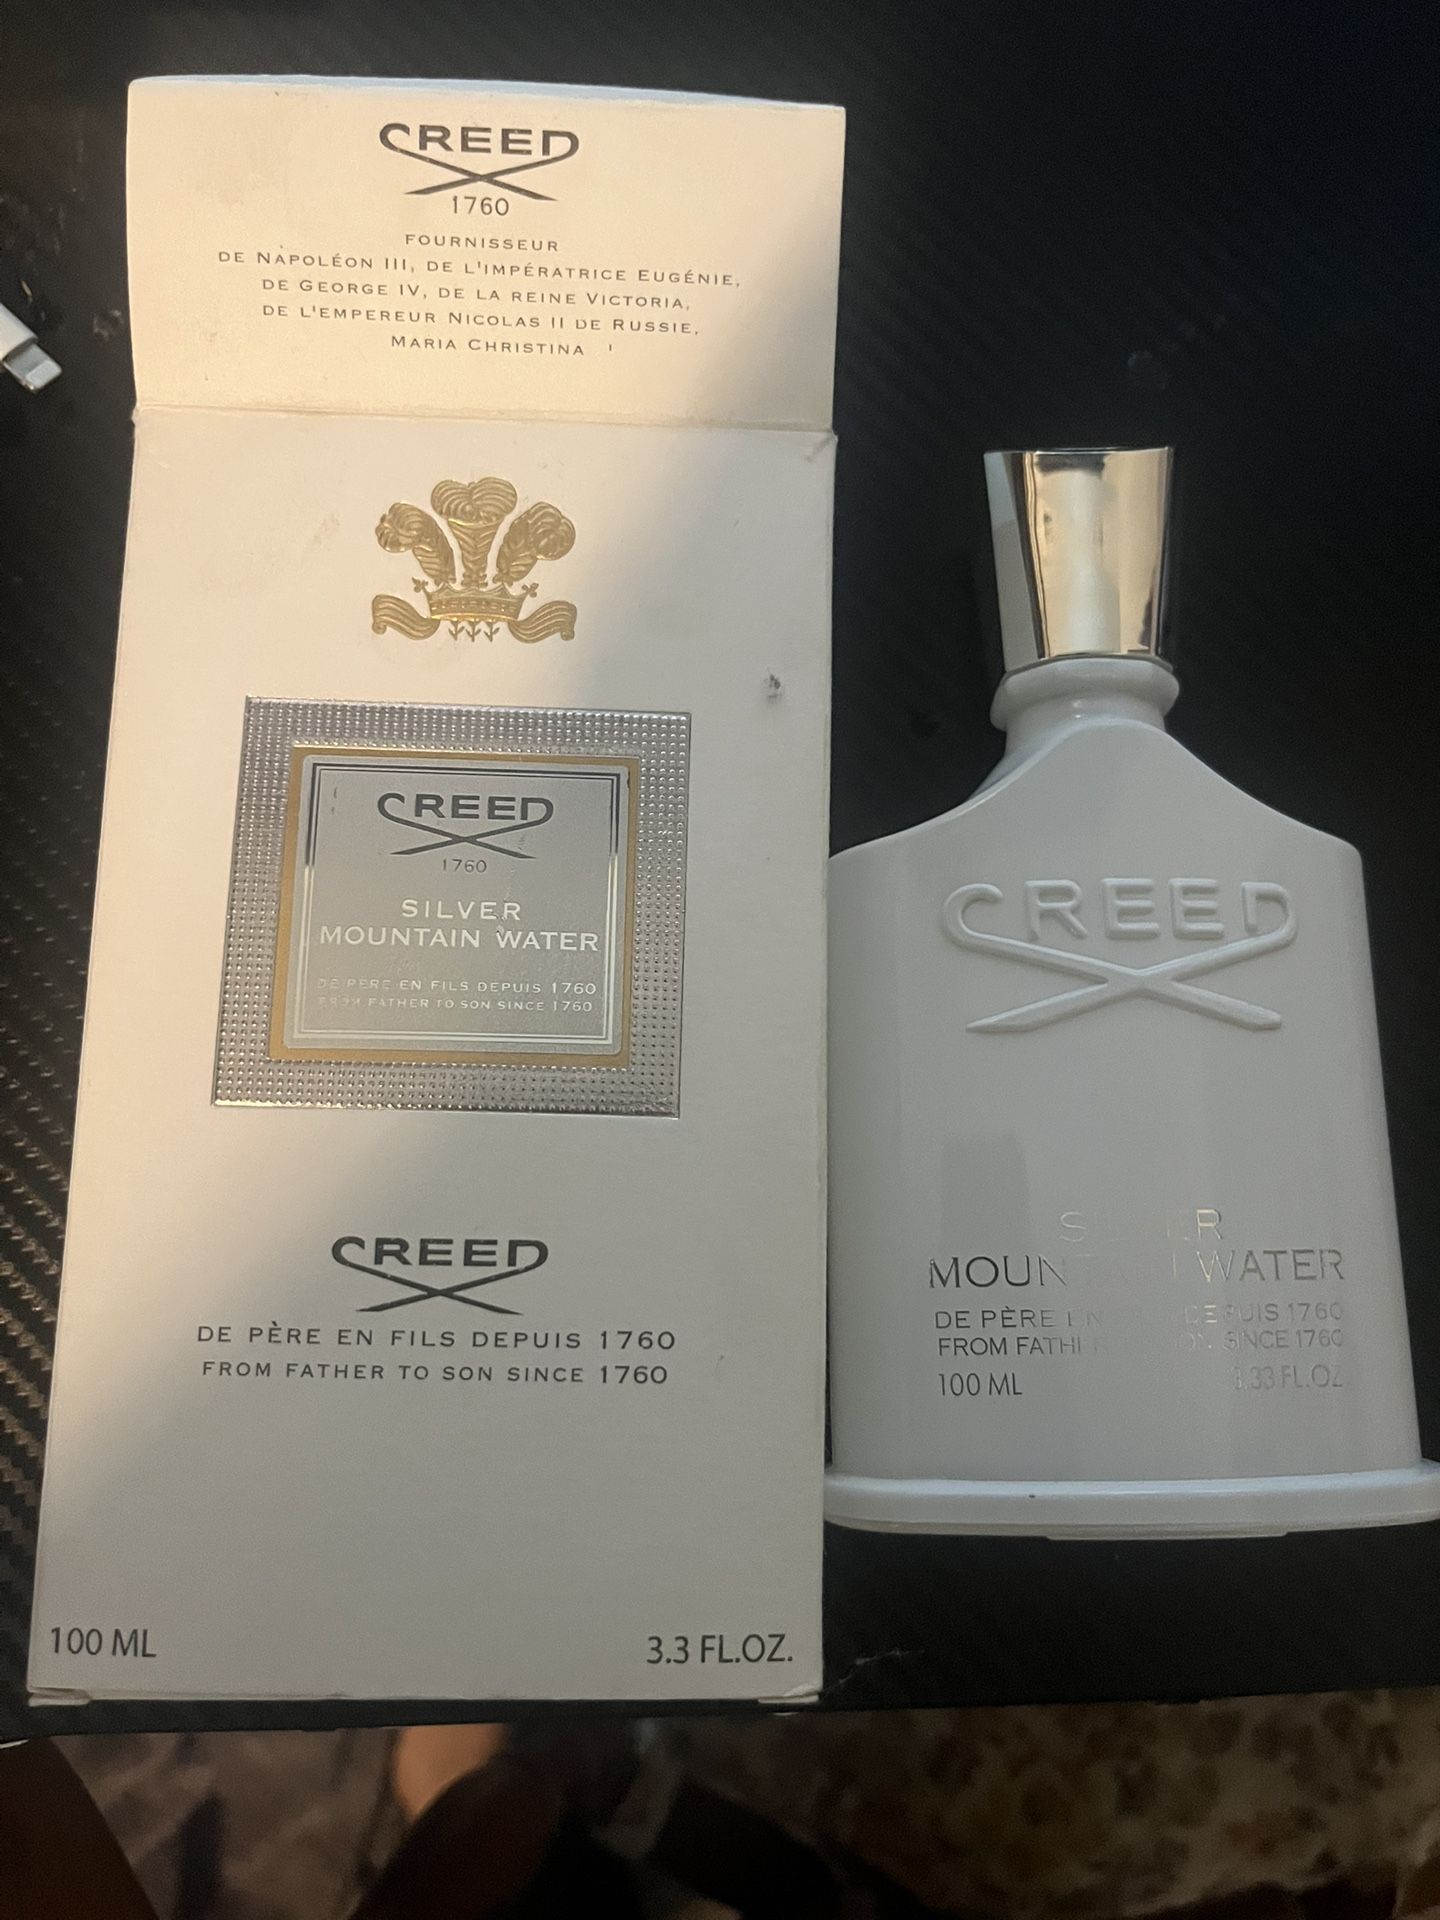 CREED
1760
FOURNISSEUR
DE NAPOLÉON III, DE L'IMPÉRATRICE EUGÉNIE,
DE GEORGE IV, DE LA REINE VICTORIA,
DE L'EMPEREUR NICOLAS II DE RUSSIE,
MARIA CHRISTINA
CREED
1760
SILVER
MOUNTAIN WATER
DE PÈRE EN FILS DEPUIS 1760
FROM FATHER TO SON SINCE 1760
CREED
DE PÈRE EN FILS DEPUIS 1760
FROM FATHER TO SON SINCE 1760
100 ML 3.3 FL.OZ.
CREED
SILVER
MOUNTAIN WATER
DE PÈRE EN DEPUIS 1760
FROM FATHER SON SINCE 1760
100 ML 3.33 FL.OZ